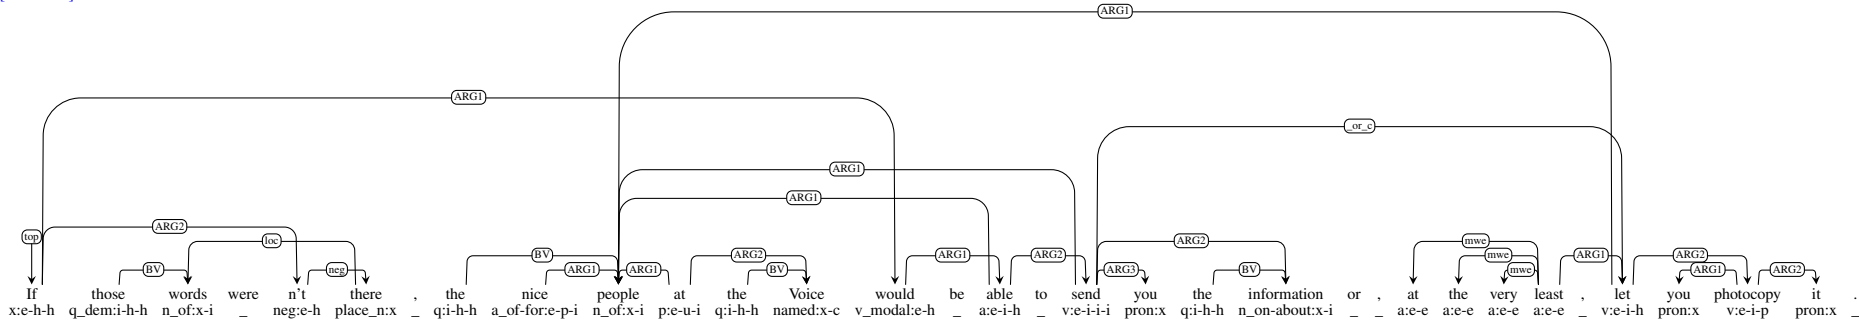 ARG1
ARG1
_or_c
ARG1
ARG1
top ARG2 loc ARG2 mwe
BV ARG2 ARG1 ARG2 mwe ARG1 ARG2
BV neg ARG1 ARG1 BV ARG3 BV mwe ARG1 ARG2
If those words were n't there , the nice people at the Voice would be able to send you the information or , at the very least , let you photocopy it .
x:e-h-h q_dem:i-h-h n_of:x-i _ neg:e-h place_n:x _ q:i-h-h a_of-for:e-p-i n_of:x-i p:e-u-i q:i-h-h named:x-c v_modal:e-h _ a:e-i-h _ v:e-i-i-i pron:x q:i-h-h n_on-about:x-i _ _ a:e-e a:e-e a:e-e a:e-e _ v:e-i-h pron:x v:e-i-p pron:x _